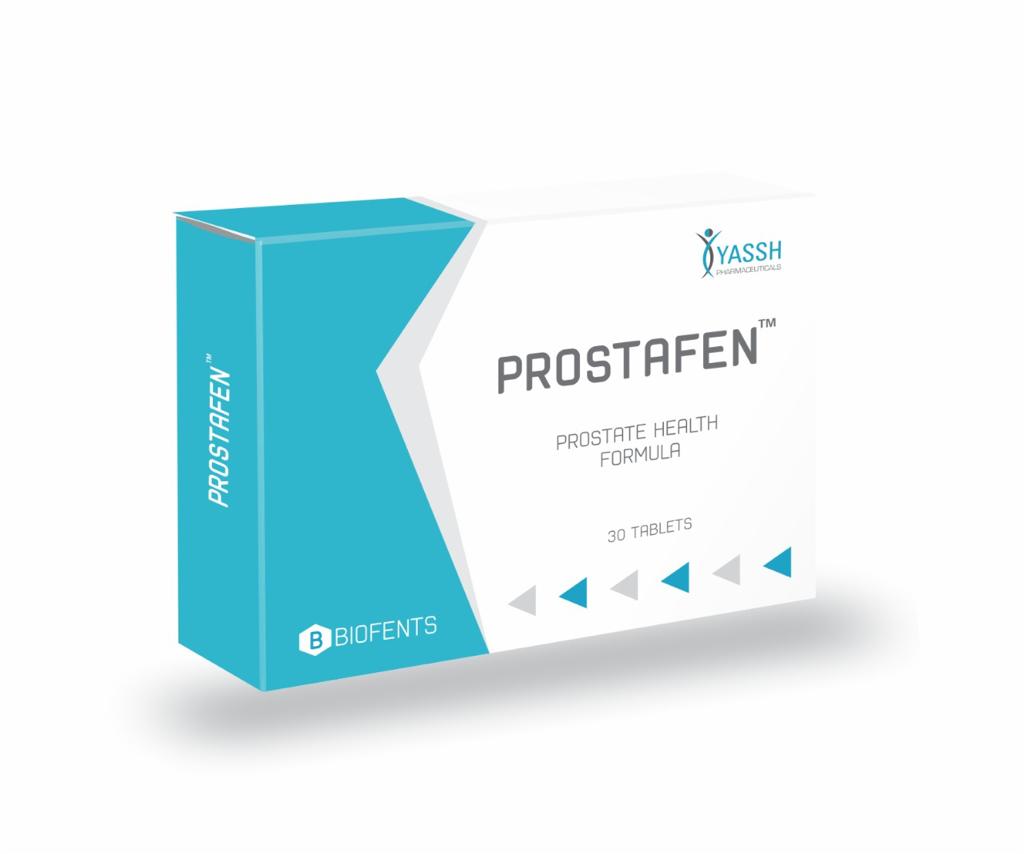 PROSTAFEN™
YASSH
PHARMACEUTICALS
PROSTAFEN™
PROSTATE HEALTH
FORMULA
30 TABLETS
B BIOFENTS